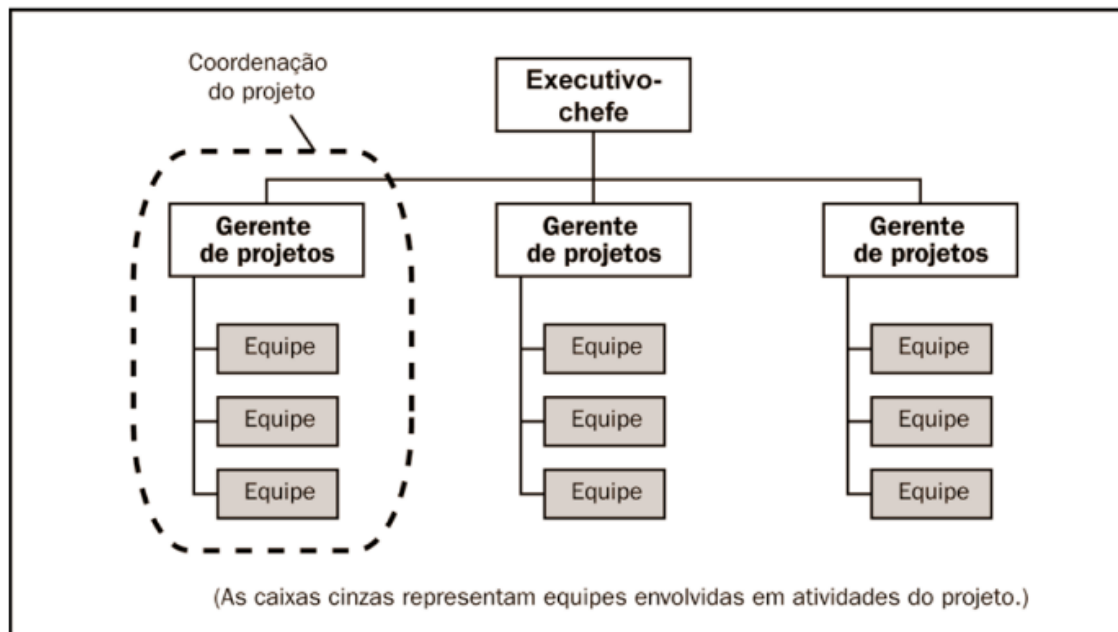 Coordenação
do projeto
Executivo-
chefe
Gerente
de projetos
Gerente
de projetos
Gerente
de projetos
Equipe
Equipe
Equipe
Equipe
Equipe
Equipe
Equipe
Equipe
Equipe
(As caixas cinzas representam equipes envolvidas em atividades do projeto.)